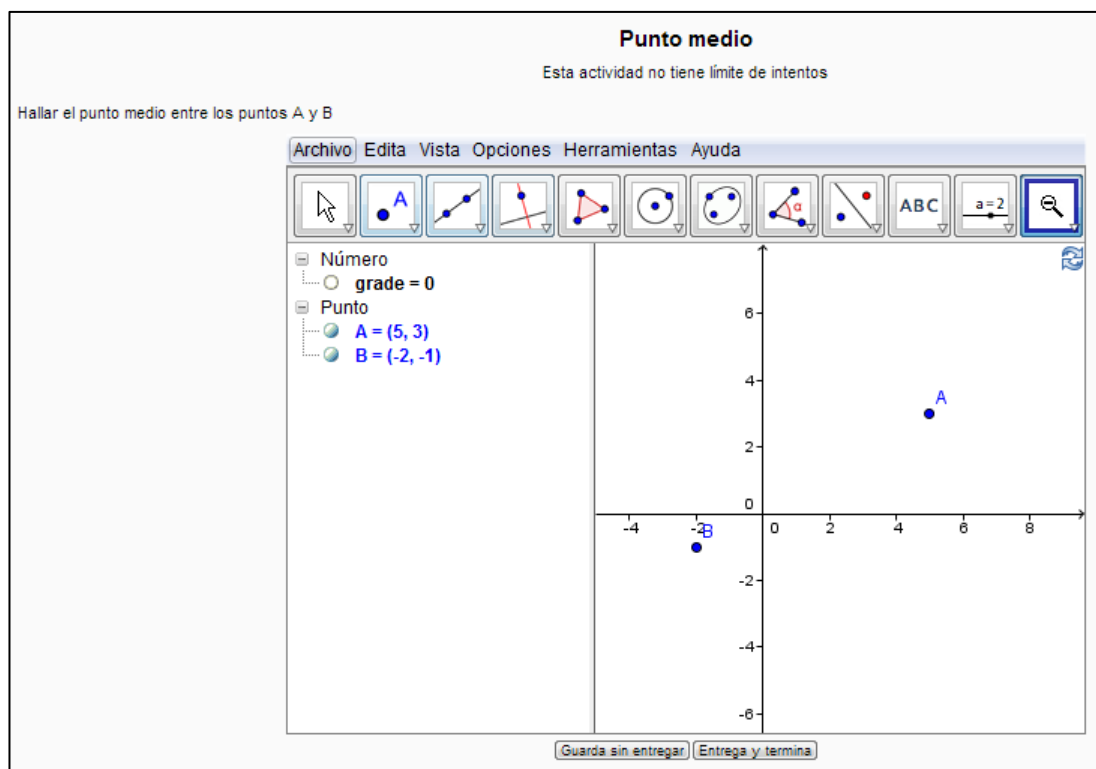 Punto medio
Esta actividad no tiene límite de intentos
Hallar el punto medio entre los puntos A y B
Archivo Edita Vista Opciones Herramientas Ayuda
A α ABC a=2
Número
grade = 0
Punto
A = (5, 3)
B = (-2, -1)
6
4
A
2
0
-4 -2 0 2 4 6 8
B
-2
-4
-6
Guarda sin entregar Entrega y termina